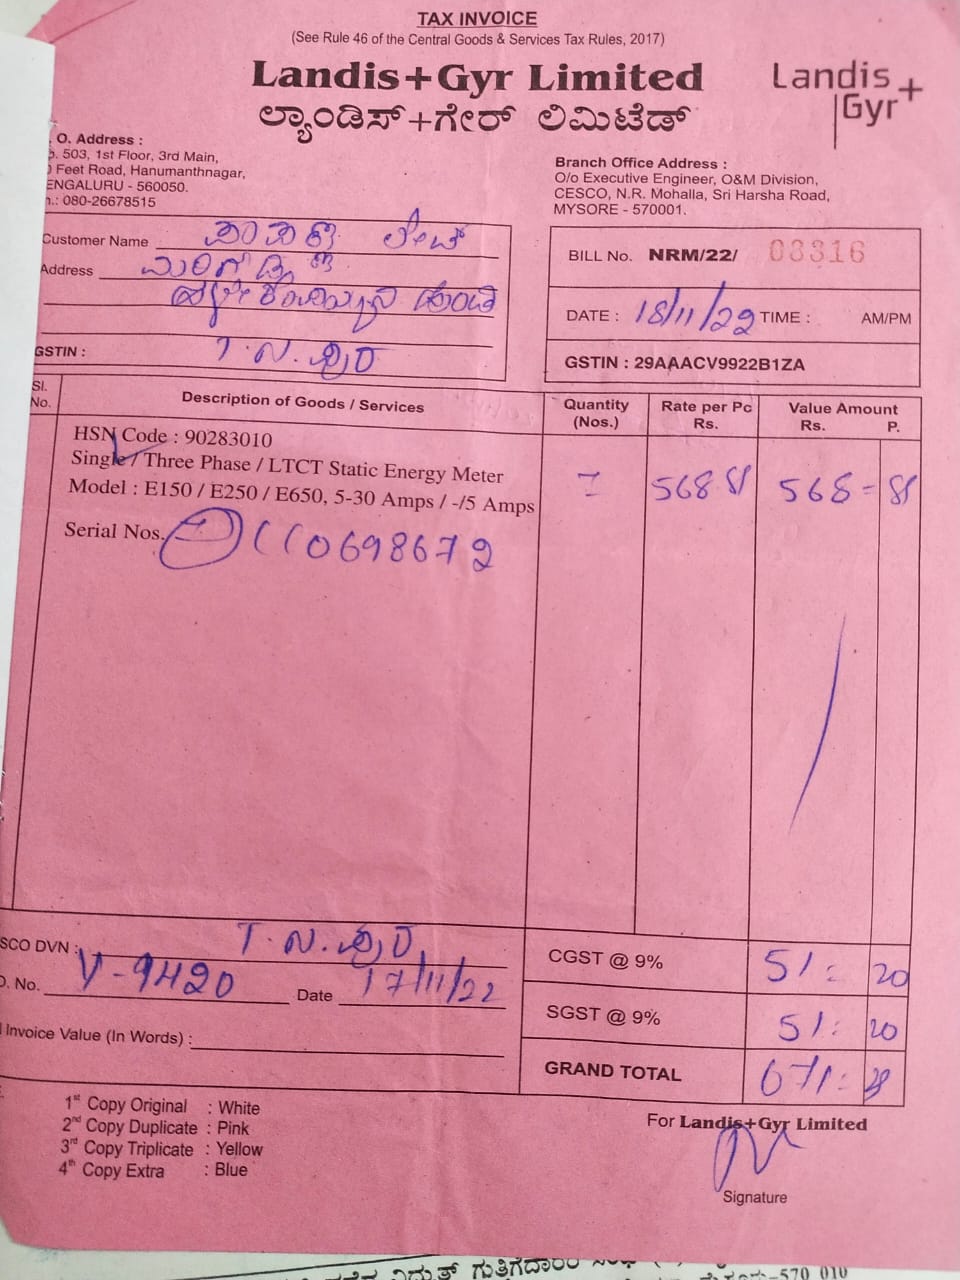 TAX INVOICE
(See Rule 46 of the Central Goods & Services Tax Rules, 2017)
Landis+Gyr Limited
ಲ್ಯಾಂಡಿಸ್+ಗೇರ್ ಲಿಮಿಟೆಡ್
Landis+
Gyr
O. Address :
503, 1st Floor, 3rd Main,
Feet Road, Hanumanthnagar,
ENGALURU - 560050.
.: 080-26678515
Branch Office Address :
O/o Executive Engineer, O&M Division,
CESCO, N.R. Mohalla, Sri Harsha Road,
MYSORE - 570001.
Customer Name
Address
GSTIN : ಟಿ.ನ.ಪುರ
BILL No. NRM/22/ 08316
DATE : 18/11/22 TIME : AM/PM
GSTIN : 29AAACV9922B1ZA
Sl. No. Description of Goods / Services Quantity (Nos.) Rate per Pc Rs. Value Amount Rs. P.
HSN Code : 90283010
Single / Three Phase / LTCT Static Energy Meter 568 81 568 = 81
Model : E150 / E250 / E650, 5-30 Amps / -/5 Amps
Serial Nos. 110698672
SCO DVN : ಟಿ.ನ.ಪುರ
. No. V-9420 Date 17/11/22
Invoice Value (In Words) :
CGST @ 9% 51 = 20
SGST @ 9% 51 = 20
GRAND TOTAL 671 =
1st Copy Original : White
2nd Copy Duplicate : Pink
3rd Copy Triplicate : Yellow
4th Copy Extra : Blue
For Landis+Gyr Limited
Signature
ವಿದ್ಯುತ್ ಗುತ್ತಿಗೆದಾರರ
-570 010